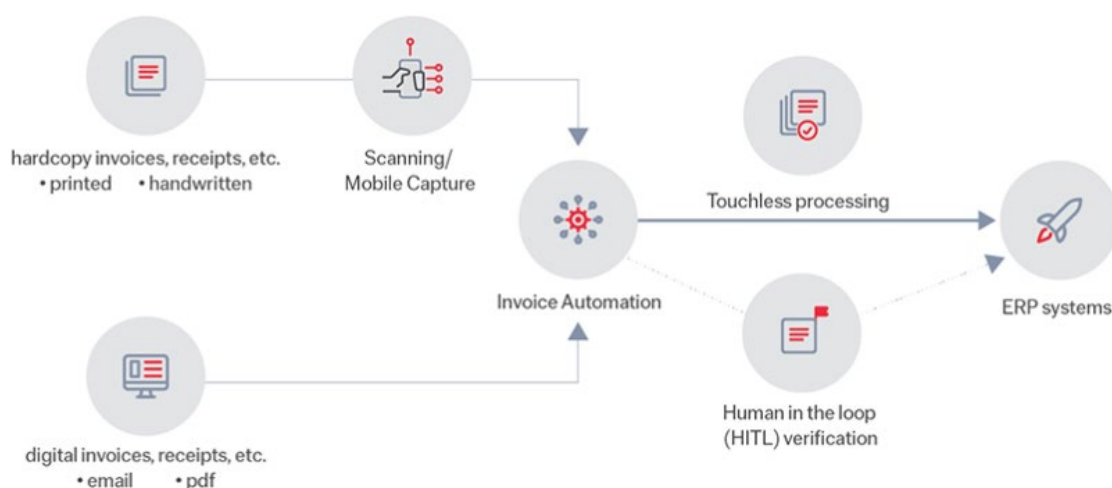 hardcopy invoices, receipts, etc.
• printed • handwritten
Scanning/
Mobile Capture
Touchless processing
Invoice Automation
ERP systems
Human in the loop
(HITL) verification
digital invoices, receipts, etc.
• email • pdf